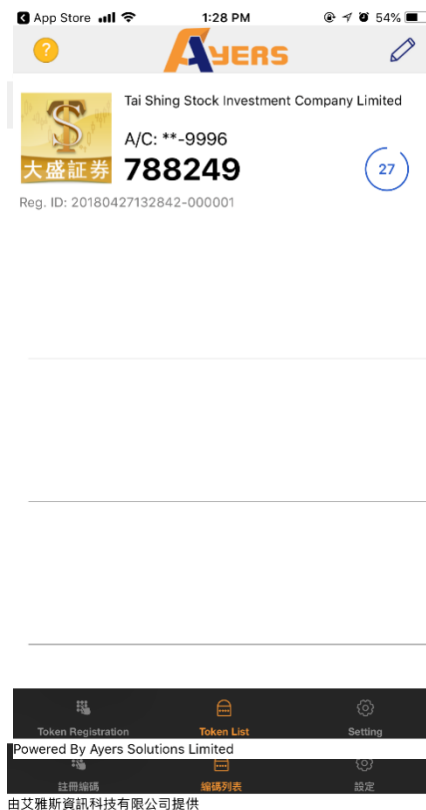 App Store 1:28 PM 54%
?
AYERS
Tai Shing Stock Investment Company Limited
A/C: **-9996
大盛証券 788249 27
Reg. ID: 20180427132842-000001
Token Registration Token List Setting
Powered By Ayers Solutions Limited
註冊編碼 編碼列表 設定
由艾雅斯資訊科技有限公司提供